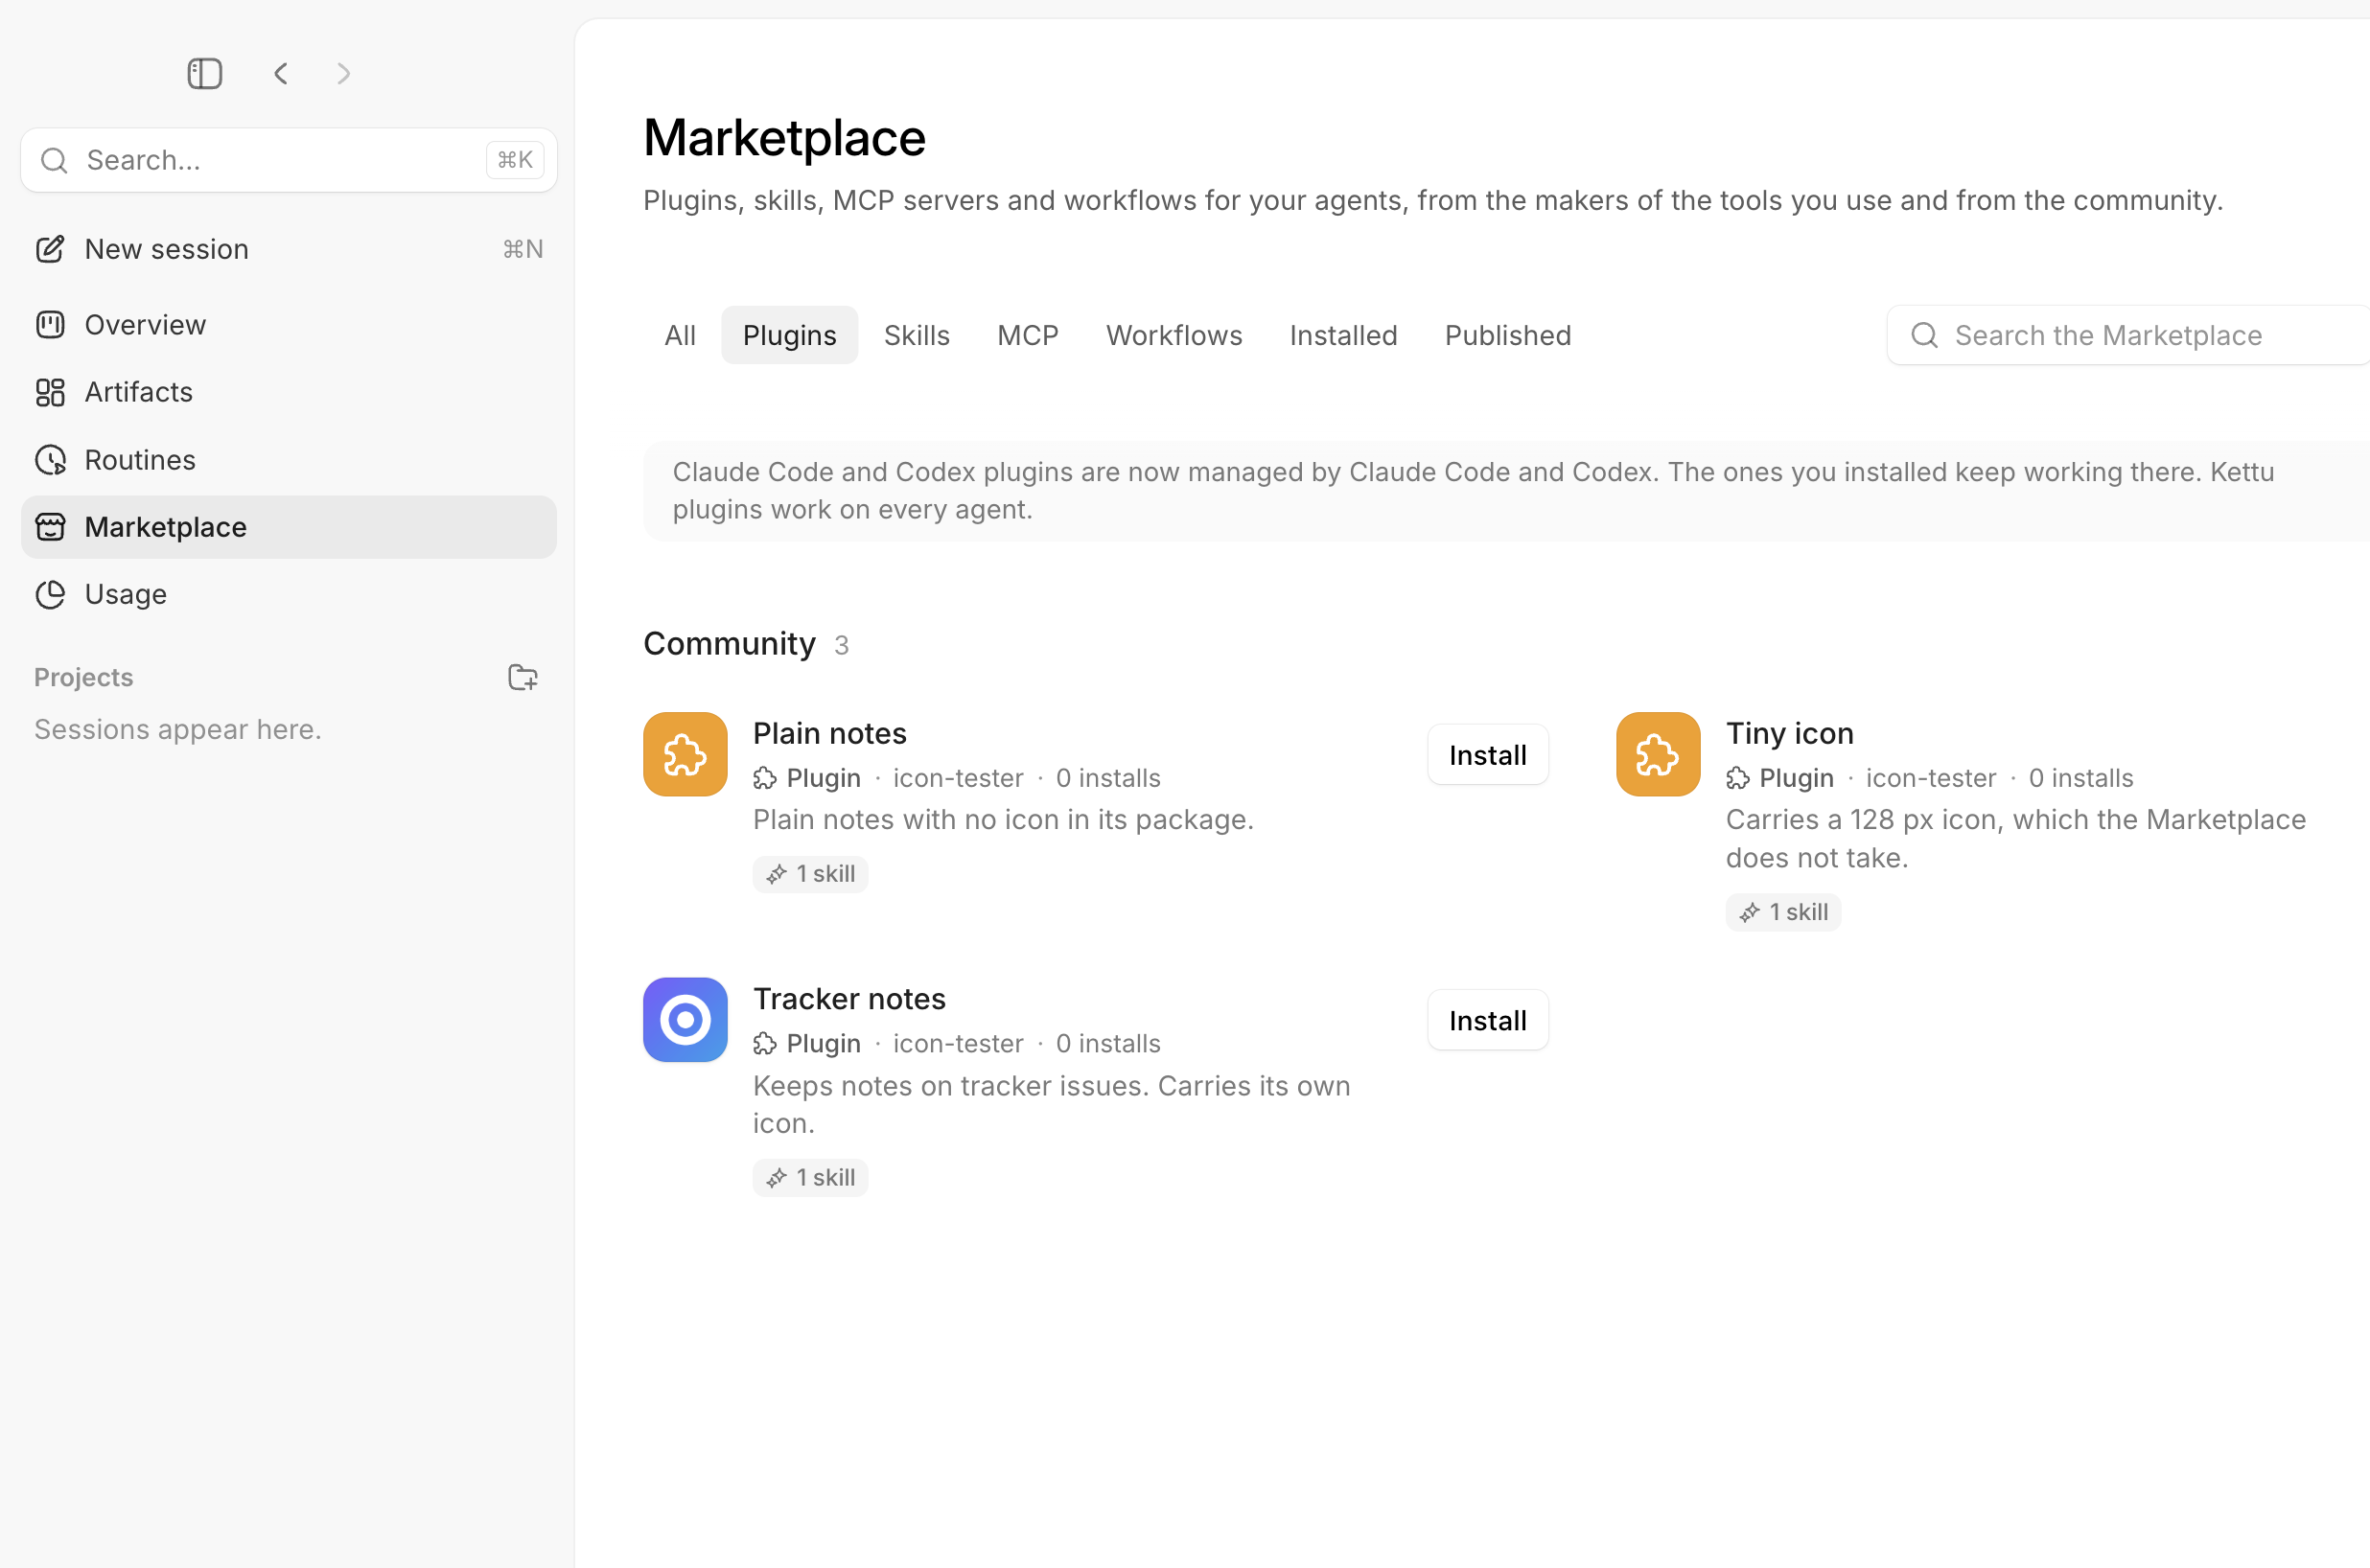 Search...
⌘K
New session
⌘N
Overview
Artifacts
Routines
Marketplace
Usage
Projects
Sessions appear here.
Marketplace
Plugins, skills, MCP servers and workflows for your agents, from the makers of the tools you use and from the community.
All
Plugins
Skills
MCP
Workflows
Installed
Published
Search the Marketplace
Claude Code and Codex plugins are now managed by Claude Code and Codex. The ones you installed keep working there. Kettu
plugins work on every agent.
Community 3
Plain notes
Plugin · icon-tester · 0 installs
Plain notes with no icon in its package.
1 skill
Install
Tiny icon
Plugin · icon-tester · 0 installs
Carries a 128 px icon, which the Marketplace
does not take.
1 skill
Tracker notes
Plugin · icon-tester · 0 installs
Keeps notes on tracker issues. Carries its own
icon.
1 skill
Install